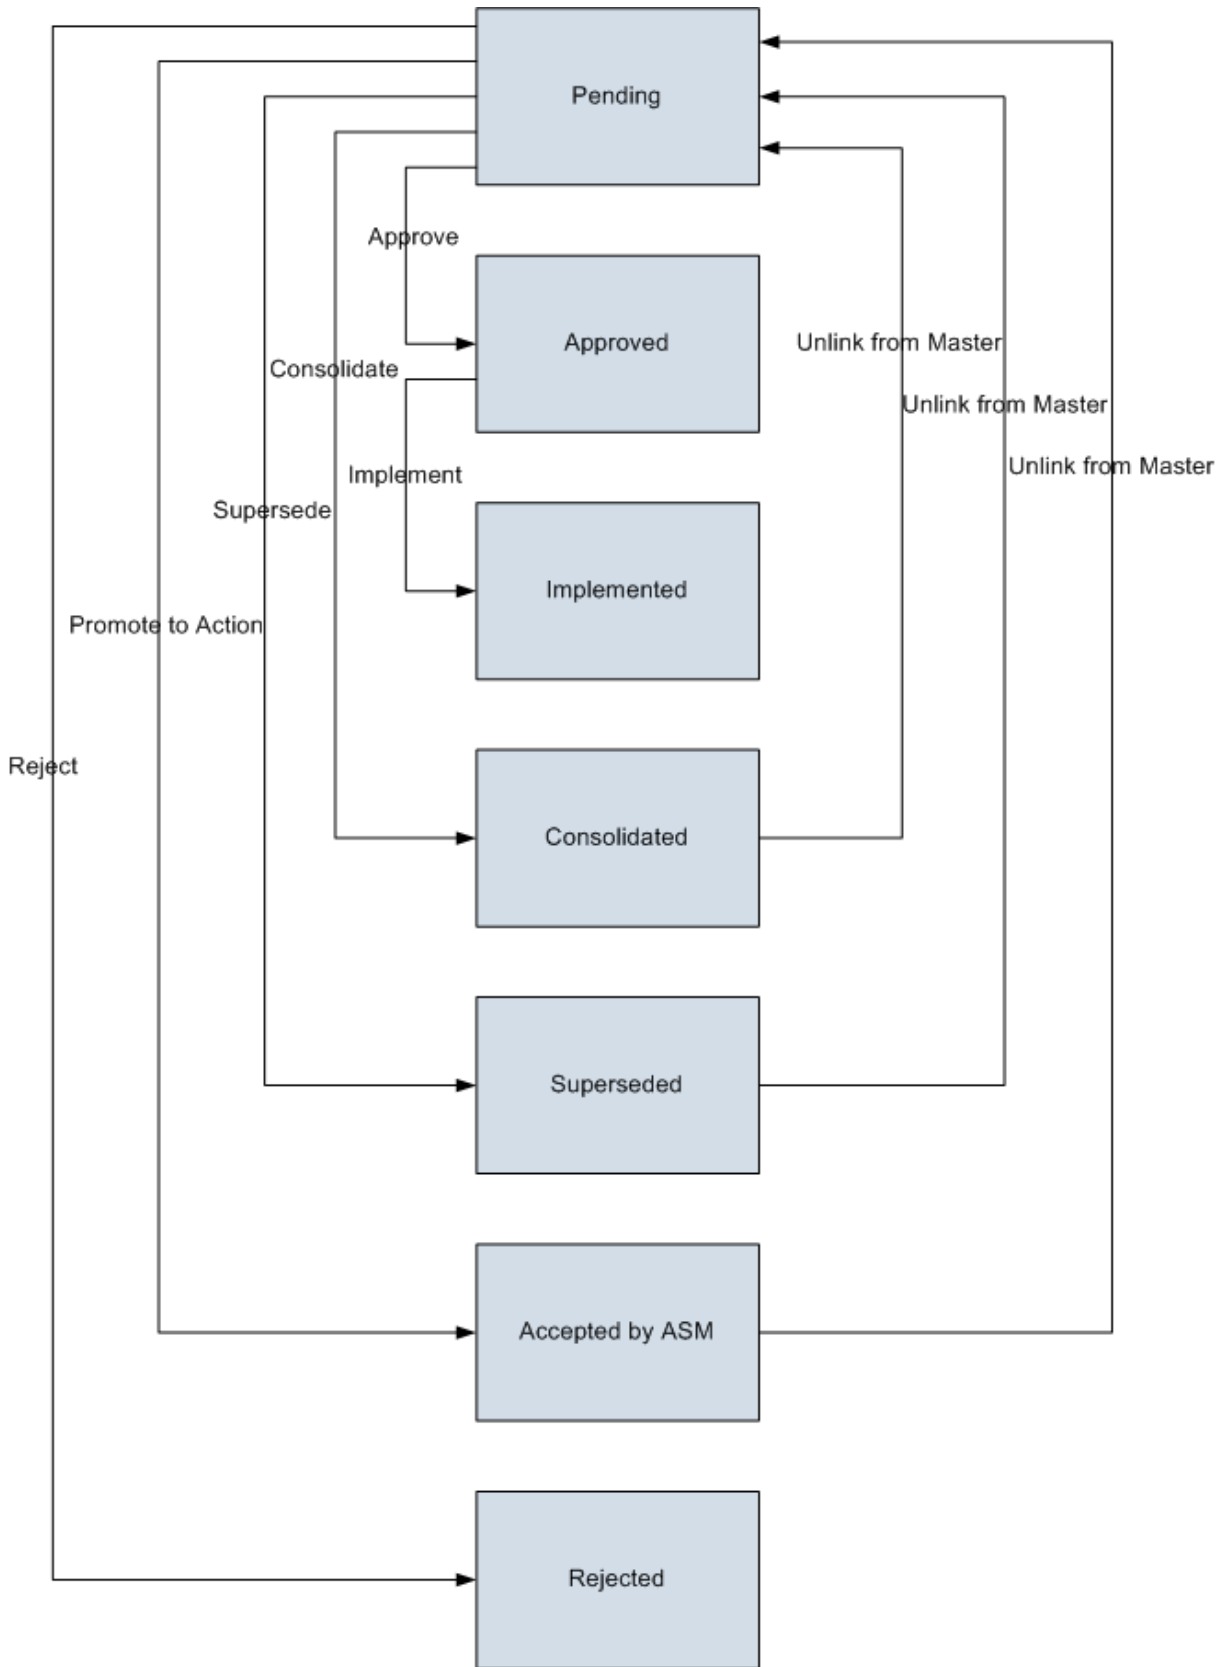 Pending
Approve
Approved
Unlink from Master
Consolidate
Unlink from Master
Unlink from Master
Implement
Supersede
Implemented
Promote to Action
Reject
Consolidated
Superseded
Accepted by ASM
Rejected